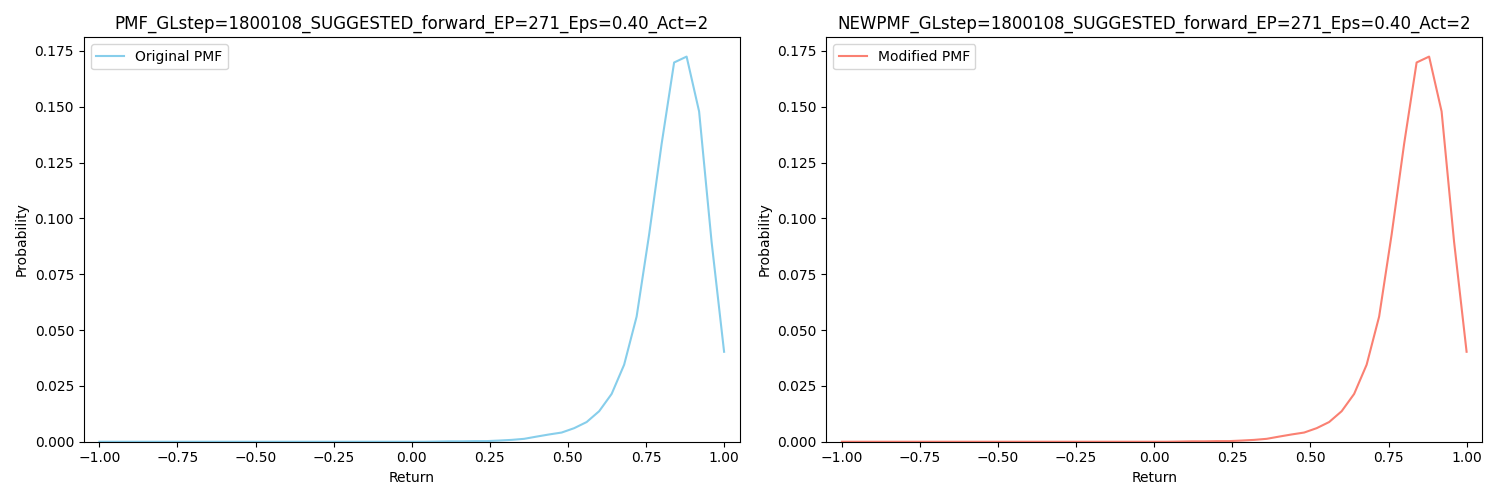 PMF_GLstep=1800108_SUGGESTED_forward_EP=271_Eps=0.40_Act=2
Original PMF
0.175
0.150
0.125
0.100
0.075
0.050
0.025
0.000
Probability
−1.00 −0.75 −0.50 −0.25 0.00 0.25 0.50 0.75 1.00
Return
NEWPMF_GLstep=1800108_SUGGESTED_forward_EP=271_Eps=0.40_Act=2
Modified PMF
0.175
0.150
0.125
0.100
0.075
0.050
0.025
0.000
Probability
−1.00 −0.75 −0.50 −0.25 0.00 0.25 0.50 0.75 1.00
Return